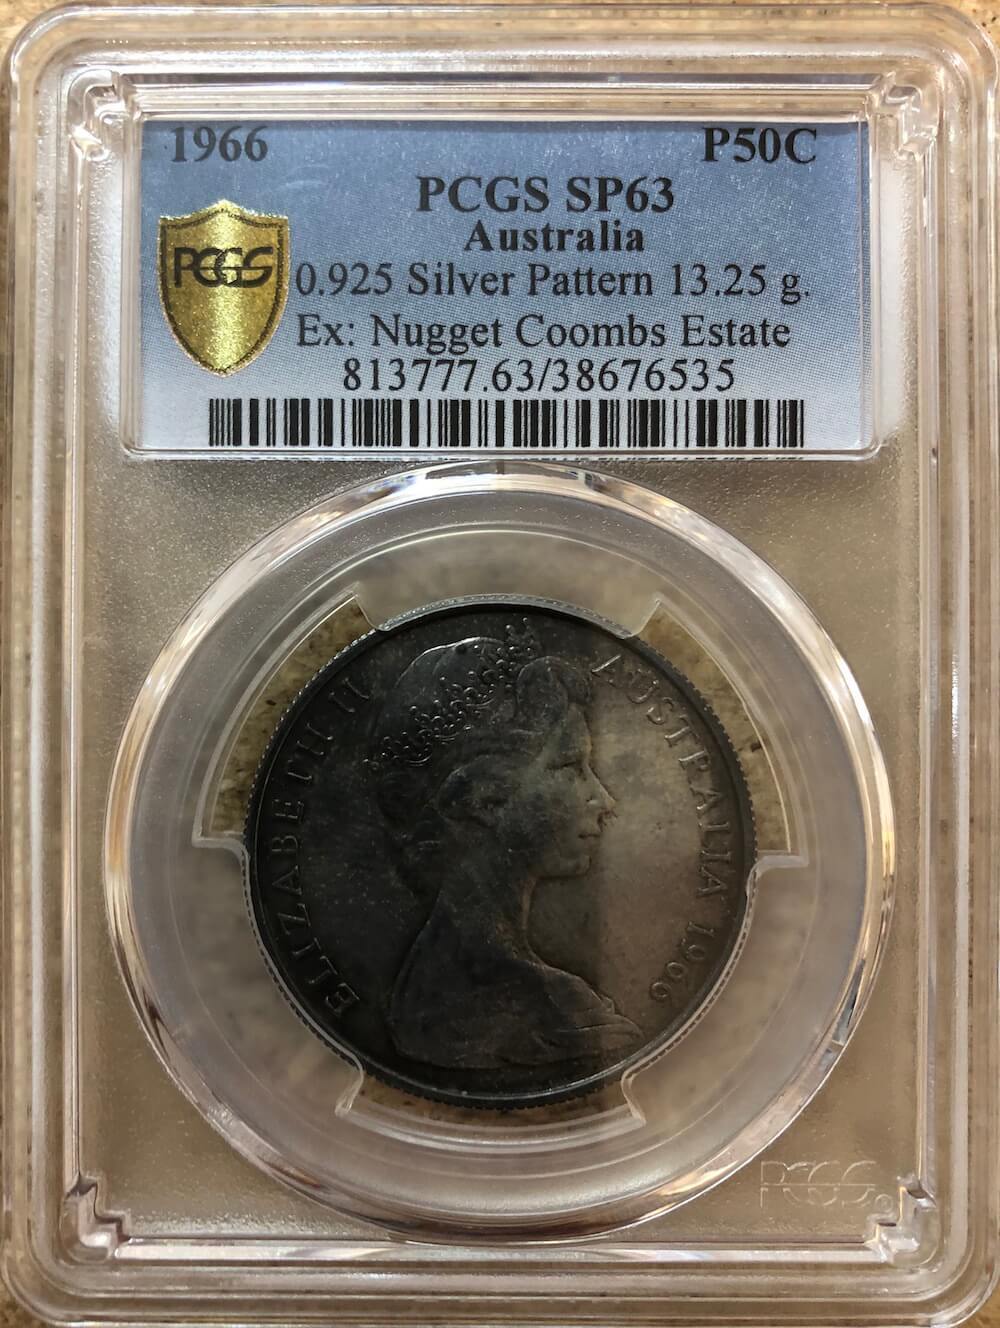 1966 P50C
PCGS SP63
Australia
PCGS
0.925 Silver Pattern 13.25 g.
Ex: Nugget Coombs Estate
813777.63/38676535
ELIZABETH II
AUSTRALIA 1966
PCGS